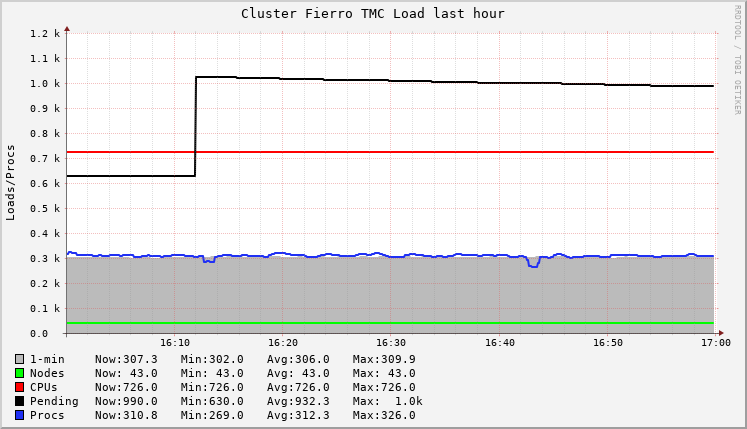 Cluster Fierro TMC Load last hour
RRDTOOL / TOBI OETIKER
Loads/Procs
1.2 k
1.1 k
1.0 k
0.9 k
0.8 k
0.7 k
0.6 k
0.5 k
0.4 k
0.3 k
0.2 k
0.1 k
0.0
16:10 16:20 16:30 16:40 16:50 17:00
1-min Now:307.3 Min:302.0 Avg:306.0 Max:309.9
Nodes Now: 43.0 Min: 43.0 Avg: 43.0 Max: 43.0
CPUs Now:726.0 Min:726.0 Avg:726.0 Max:726.0
Pending Now:990.0 Min:630.0 Avg:932.3 Max: 1.0k
Procs Now:310.8 Min:269.0 Avg:312.3 Max:326.0